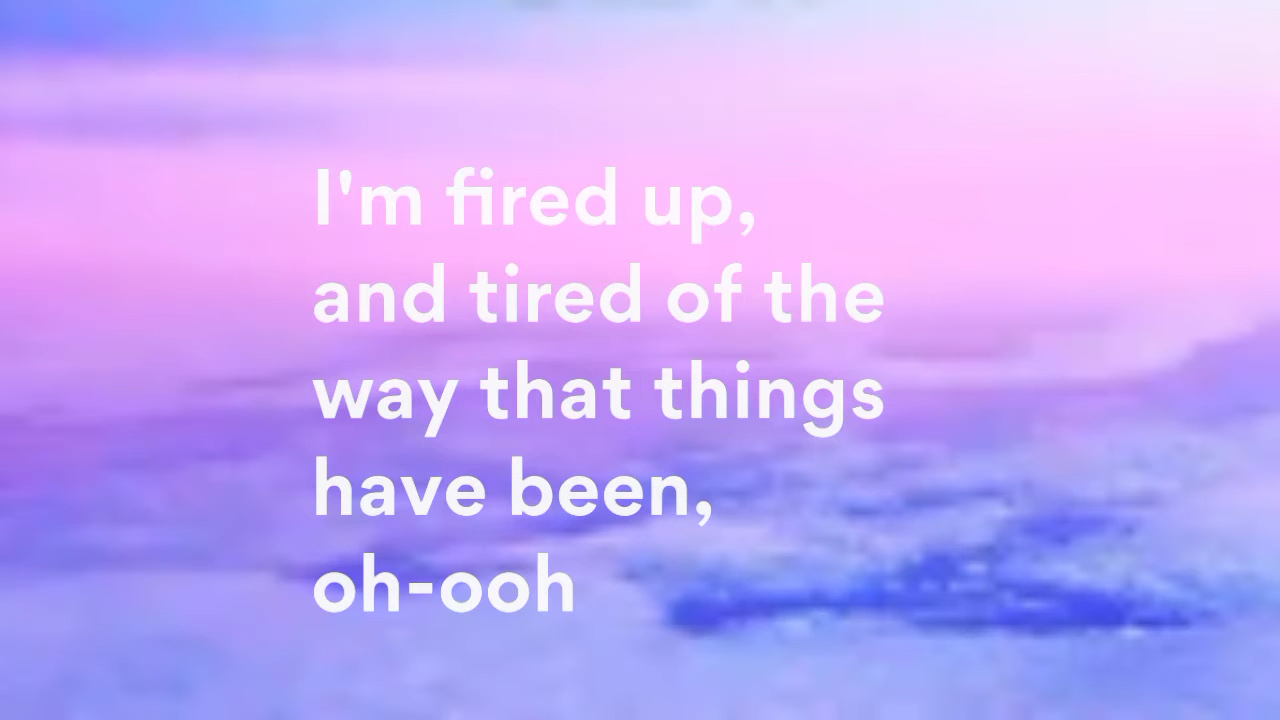 I'm fired up,
and tired of the
way that things
have been,
oh-ooh